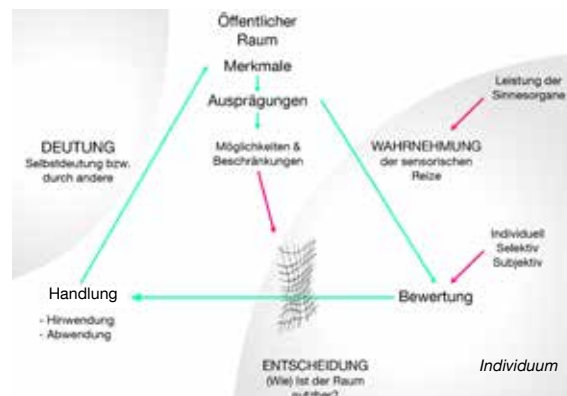 Öffentlicher
Raum
Merkmale
Ausprägungen
Möglichkeiten &
Beschränkungen
Leistung der
Sinnesorgane
DEUTUNG
Selbstdeutung bzw.
durch andere
WAHRNEHMUNG
der sensorischen
Reize
Individuell
Selektiv
Subjektiv
Handlung
- Hinwendung
- Abwendung
Bewertung
ENTSCHEIDUNG
(Wie) Ist der Raum
nutzbar?
Individuum